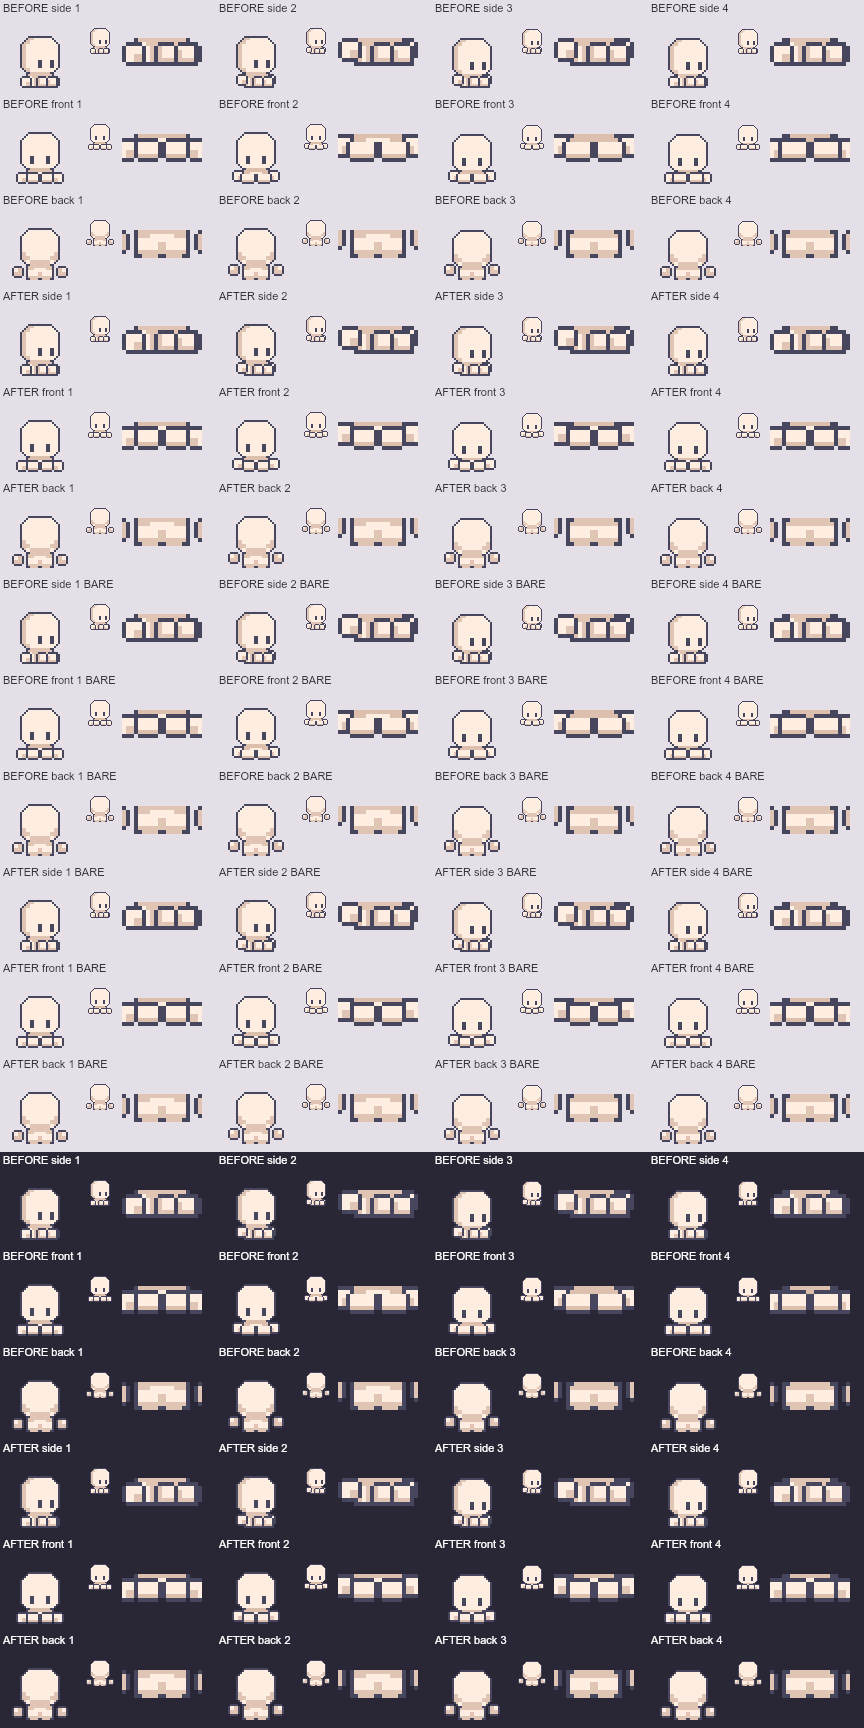 BEFORE side 1 BEFORE side 2 BEFORE side 3 BEFORE side 4
BEFORE front 1 BEFORE front 2 BEFORE front 3 BEFORE front 4
BEFORE back 1 BEFORE back 2 BEFORE back 3 BEFORE back 4
AFTER side 1 AFTER side 2 AFTER side 3 AFTER side 4
AFTER front 1 AFTER front 2 AFTER front 3 AFTER front 4
AFTER back 1 AFTER back 2 AFTER back 3 AFTER back 4
BEFORE side 1 BARE BEFORE side 2 BARE BEFORE side 3 BARE BEFORE side 4 BARE
BEFORE front 1 BARE BEFORE front 2 BARE BEFORE front 3 BARE BEFORE front 4 BARE
BEFORE back 1 BARE BEFORE back 2 BARE BEFORE back 3 BARE BEFORE back 4 BARE
AFTER side 1 BARE AFTER side 2 BARE AFTER side 3 BARE AFTER side 4 BARE
AFTER front 1 BARE AFTER front 2 BARE AFTER front 3 BARE AFTER front 4 BARE
AFTER back 1 BARE AFTER back 2 BARE AFTER back 3 BARE AFTER back 4 BARE
BEFORE side 1 BEFORE side 2 BEFORE side 3 BEFORE side 4
BEFORE front 1 BEFORE front 2 BEFORE front 3 BEFORE front 4
BEFORE back 1 BEFORE back 2 BEFORE back 3 BEFORE back 4
AFTER side 1 AFTER side 2 AFTER side 3 AFTER side 4
AFTER front 1 AFTER front 2 AFTER front 3 AFTER front 4
AFTER back 1 AFTER back 2 AFTER back 3 AFTER back 4